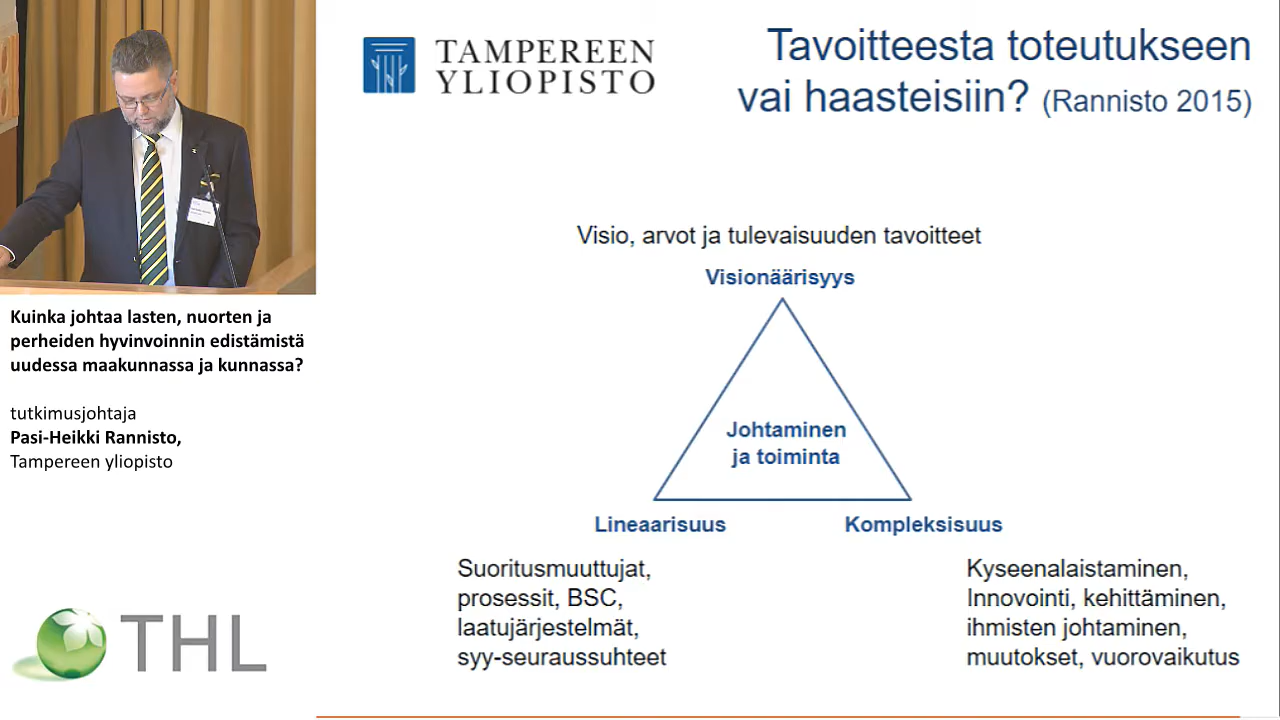 TAMPEREEN
YLIOPISTO
Tavoitteesta toteutukseen
vai haasteisiin? (Rannisto 2015)
Visio, arvot ja tulevaisuuden tavoitteet
Visionäärisyys
Johtaminen
ja toiminta
Lineaarisuus
Kompleksisuus
Suoritusmuuttujat,
prosessit, BSC,
laatujärjestelmät,
syy-seuraussuhteet
Kyseenalaistaminen,
Innovointi, kehittäminen,
ihmisten johtaminen,
muutokset, vuorovaikutus
Kuinka johtaa lasten, nuorten ja
perheiden hyvinvoinnin edistämistä
uudessa maakunnassa ja kunnassa?
tutkimusjohtaja
Pasi-Heikki Rannisto,
Tampereen yliopisto
THL